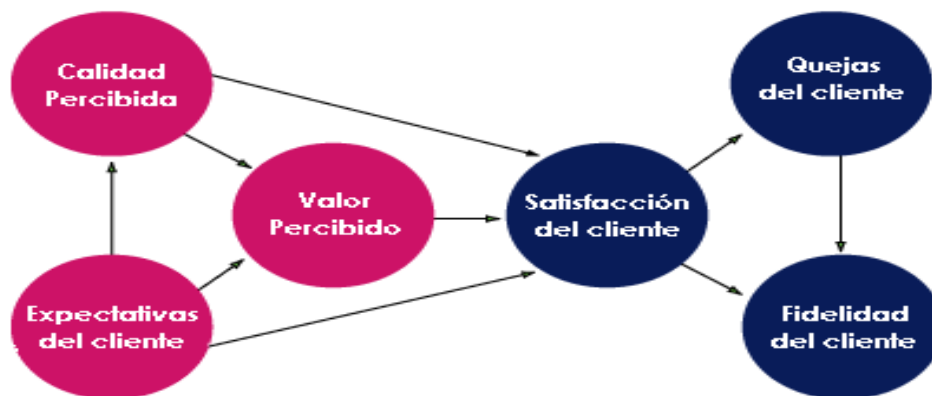 Calidad
Percibida
Quejas
del cliente
Valor
Percibido
Satisfacción
del cliente
Expectativas
del cliente
Fidelidad
del cliente